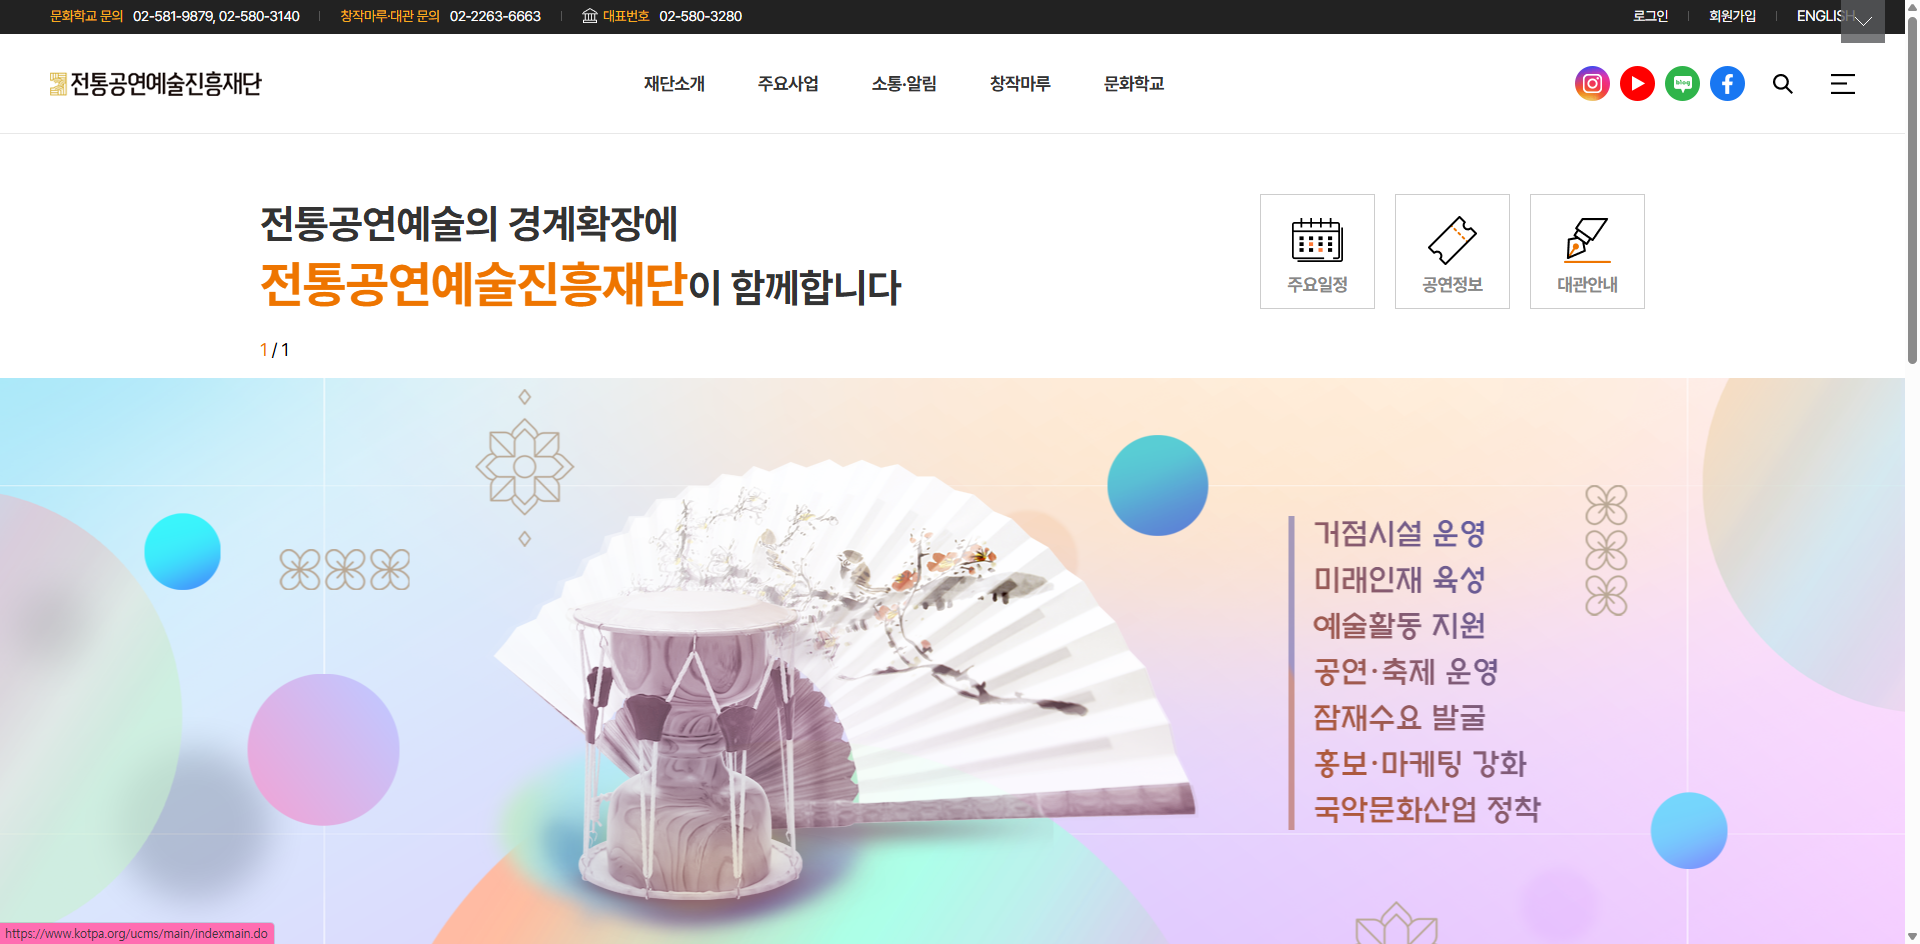 문화학교 문의 02-581-9879, 02-580-3140 창작마루·대관 문의 02-2263-6663 대표번호 02-580-3280 로그인 회원가입 ENGLISH
전통공연예술진흥재단 재단소개 주요사업 소통·알림 창작마루 문화학교 blog
전통공연예술의 경계확장에
전통공연예술진흥재단이 함께합니다
주요일정 공연정보 대관안내
1 / 1
거점시설 운영
미래인재 육성
예술활동 지원
공연·축제 운영
잠재수요 발굴
홍보·마케팅 강화
국악문화산업 정착
https://www.kotpa.org/ucms/main/indexmain.do